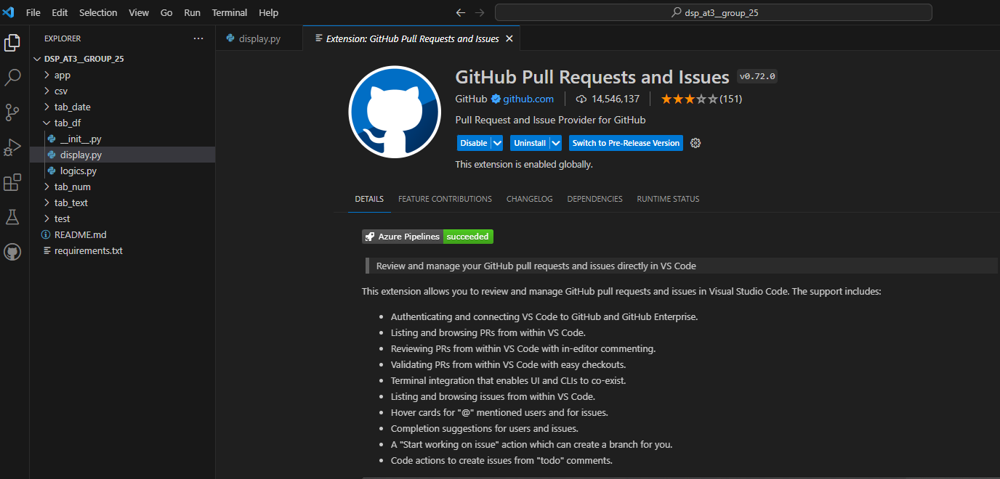 File Edit Selection View Go Run Terminal Help
dsp_at3__group_25
EXPLORER
DSP_AT3__GROUP_25
app
csv
tab_date
tab_df
__init__.py
display.py
logics.py
tab_num
tab_text
test
README.md
requirements.txt
display.py
Extension: GitHub Pull Requests and Issues
GitHub Pull Requests and Issues v0.72.0
GitHub github.com 14,546,137 (151)
Pull Request and Issue Provider for GitHub
Disable Uninstall Switch to Pre-Release Version
This extension is enabled globally.
DETAILS FEATURE CONTRIBUTIONS CHANGELOG DEPENDENCIES RUNTIME STATUS
Azure Pipelines succeeded
Review and manage your GitHub pull requests and issues directly in VS Code
This extension allows you to review and manage GitHub pull requests and issues in Visual Studio Code. The support includes:
• Authenticating and connecting VS Code to GitHub and GitHub Enterprise.
• Listing and browsing PRs from within VS Code.
• Reviewing PRs from within VS Code with in-editor commenting.
• Validating PRs from within VS Code with easy checkouts.
• Terminal integration that enables UI and CLIs to co-exist.
• Listing and browsing issues from within VS Code.
• Hover cards for "@" mentioned users and for issues.
• Completion suggestions for users and issues.
• A "Start working on issue" action which can create a branch for you.
• Code actions to create issues from "todo" comments.